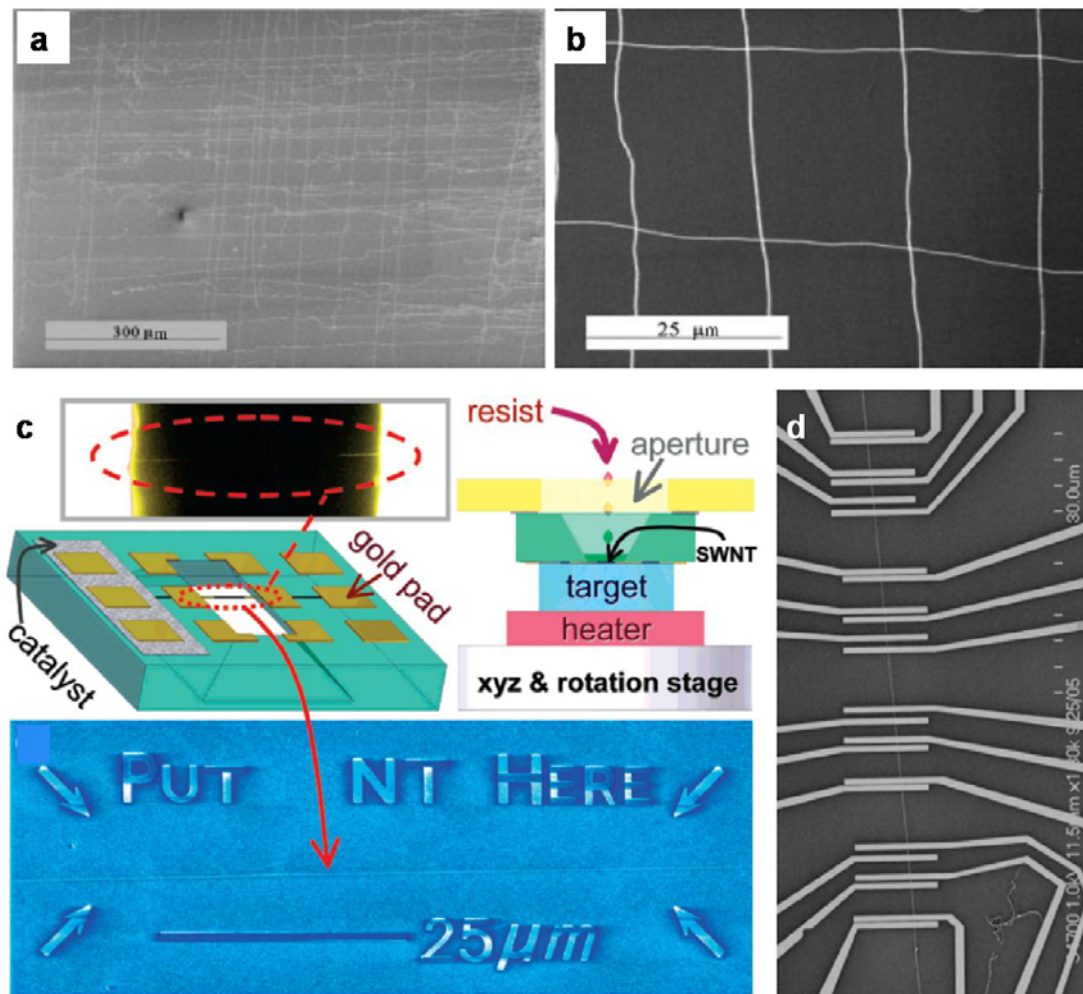 a
300 µm
b
25 µm
c
catalyst
gold pad
resist
aperture
SWNT
target
heater
xyz & rotation stage
PUT NT HERE
25µm
d
30.0um